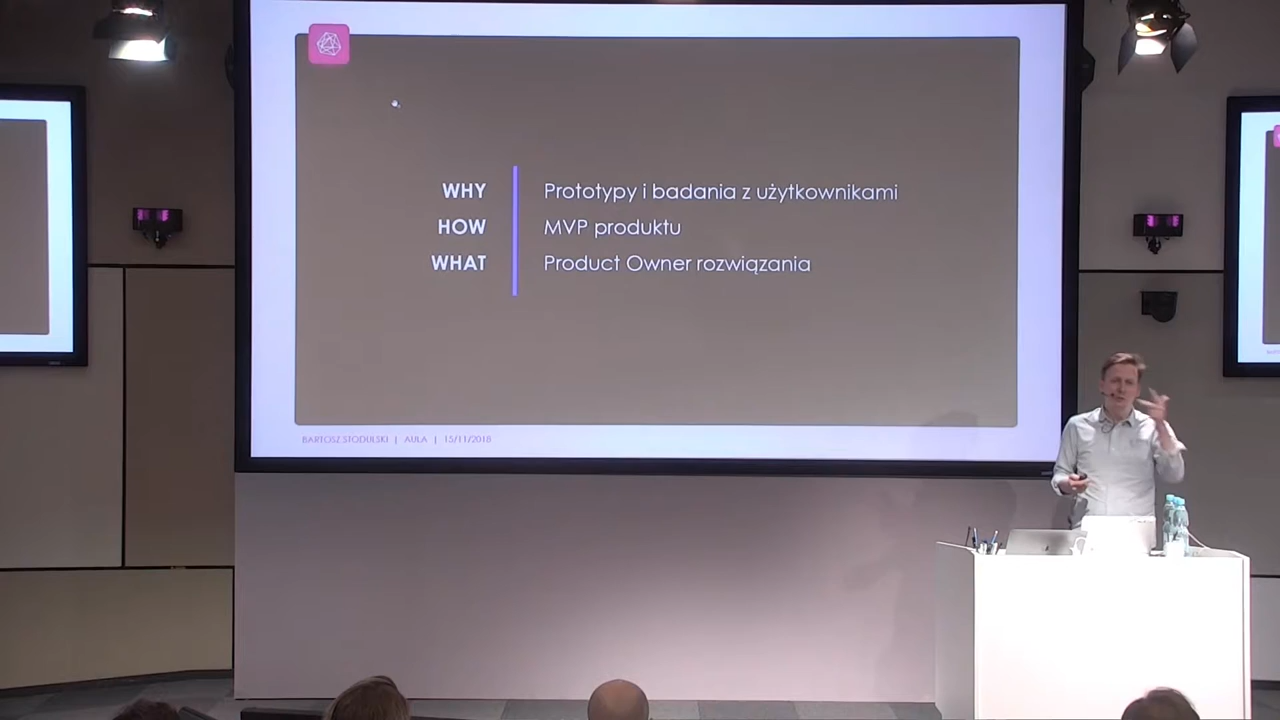 WHY Prototypy i badania z użytkownikami
HOW MVP produktu
WHAT Product Owner rozwiązania
BARTOSZ STODULSKI | AULA | 15/11/2018